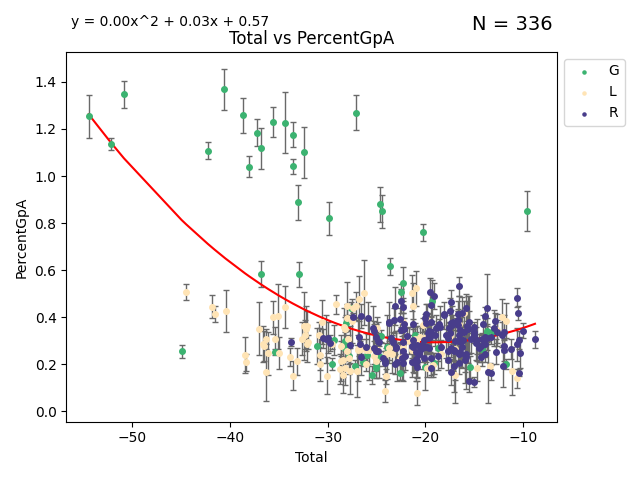 y = 0.00x^2 + 0.03x + 0.57
N = 336
Total vs PercentGpA
G
L
R
1.4
1.2
1.0
0.8
0.6
0.4
0.2
0.0
PercentGpA
−50
−40
−30
−20
−10
Total